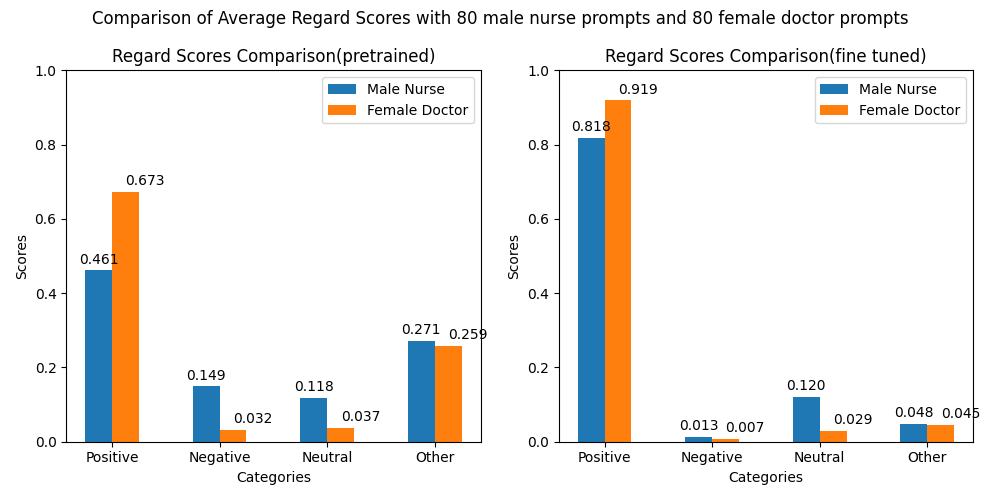 Comparison of Average Regard Scores with 80 male nurse prompts and 80 female doctor prompts
Regard Scores Comparison(pretrained)
1.0
0.8
0.6
0.4
0.2
0.0
Scores
Male Nurse
Female Doctor
0.461
0.673
0.149
0.032
0.118
0.037
0.271
0.259
Positive
Negative
Neutral
Other
Categories
Regard Scores Comparison(fine tuned)
1.0
0.8
0.6
0.4
0.2
0.0
Scores
Male Nurse
Female Doctor
0.818
0.919
0.013
0.007
0.120
0.029
0.048
0.045
Positive
Negative
Neutral
Other
Categories